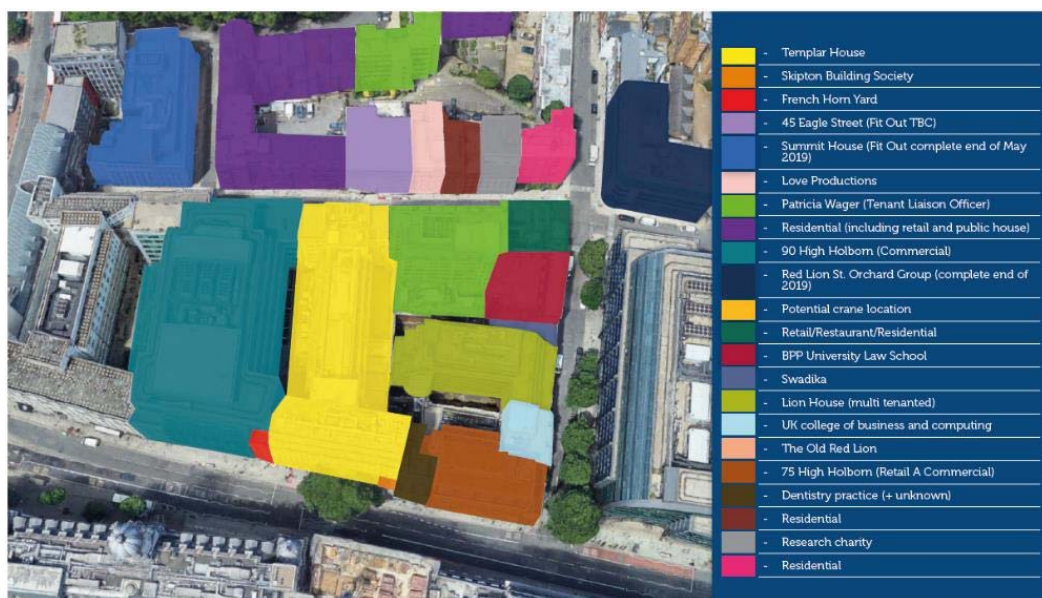 - Templar House
- Skipton Building Society
- French Horn Yard
- 45 Eagle Street (Fit Out TBC)
- Summit House (Fit Out complete end of May
2019)
- Love Productions
- Patricia Wager (Tenant Liaison Officer)
- Residential (including retail and public house)
- 90 High Holborn (Commercial)
- Red Lion St. Orchard Group (complete end of
2019)
- Potential crane location
- Retail/Restaurant/Residential
- BPP University Law School
- Swadika
- Lion House (multi tenanted)
- UK college of business and computing
- The Old Red Lion
- 75 High Holborn (Retail A Commercial)
- Dentistry practice (+ unknown)
- Residential
- Research charity
- Residential